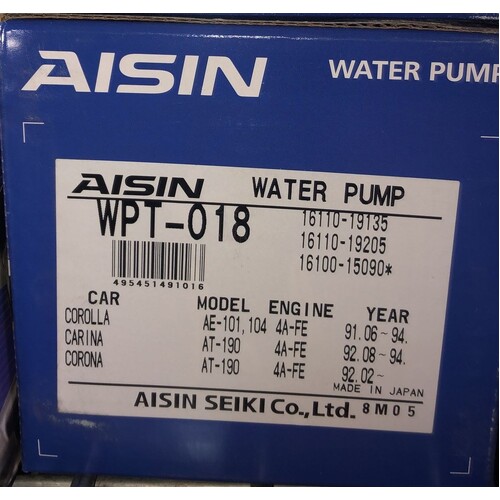 AISIN WATER PUMP
AISIN WATER PUMP
WPT-018 16110-19135
16110-19205
16100-15090*
495451491016
CAR MODEL ENGINE YEAR
COROLLA AE-101,104 4A-FE 91.06~94.
CARINA AT-190 4A-FE 92.08~94.
CORONA AT-190 4A-FE 92.02~
MADE IN JAPAN
AISIN SEIKI Co., Ltd. 8M05